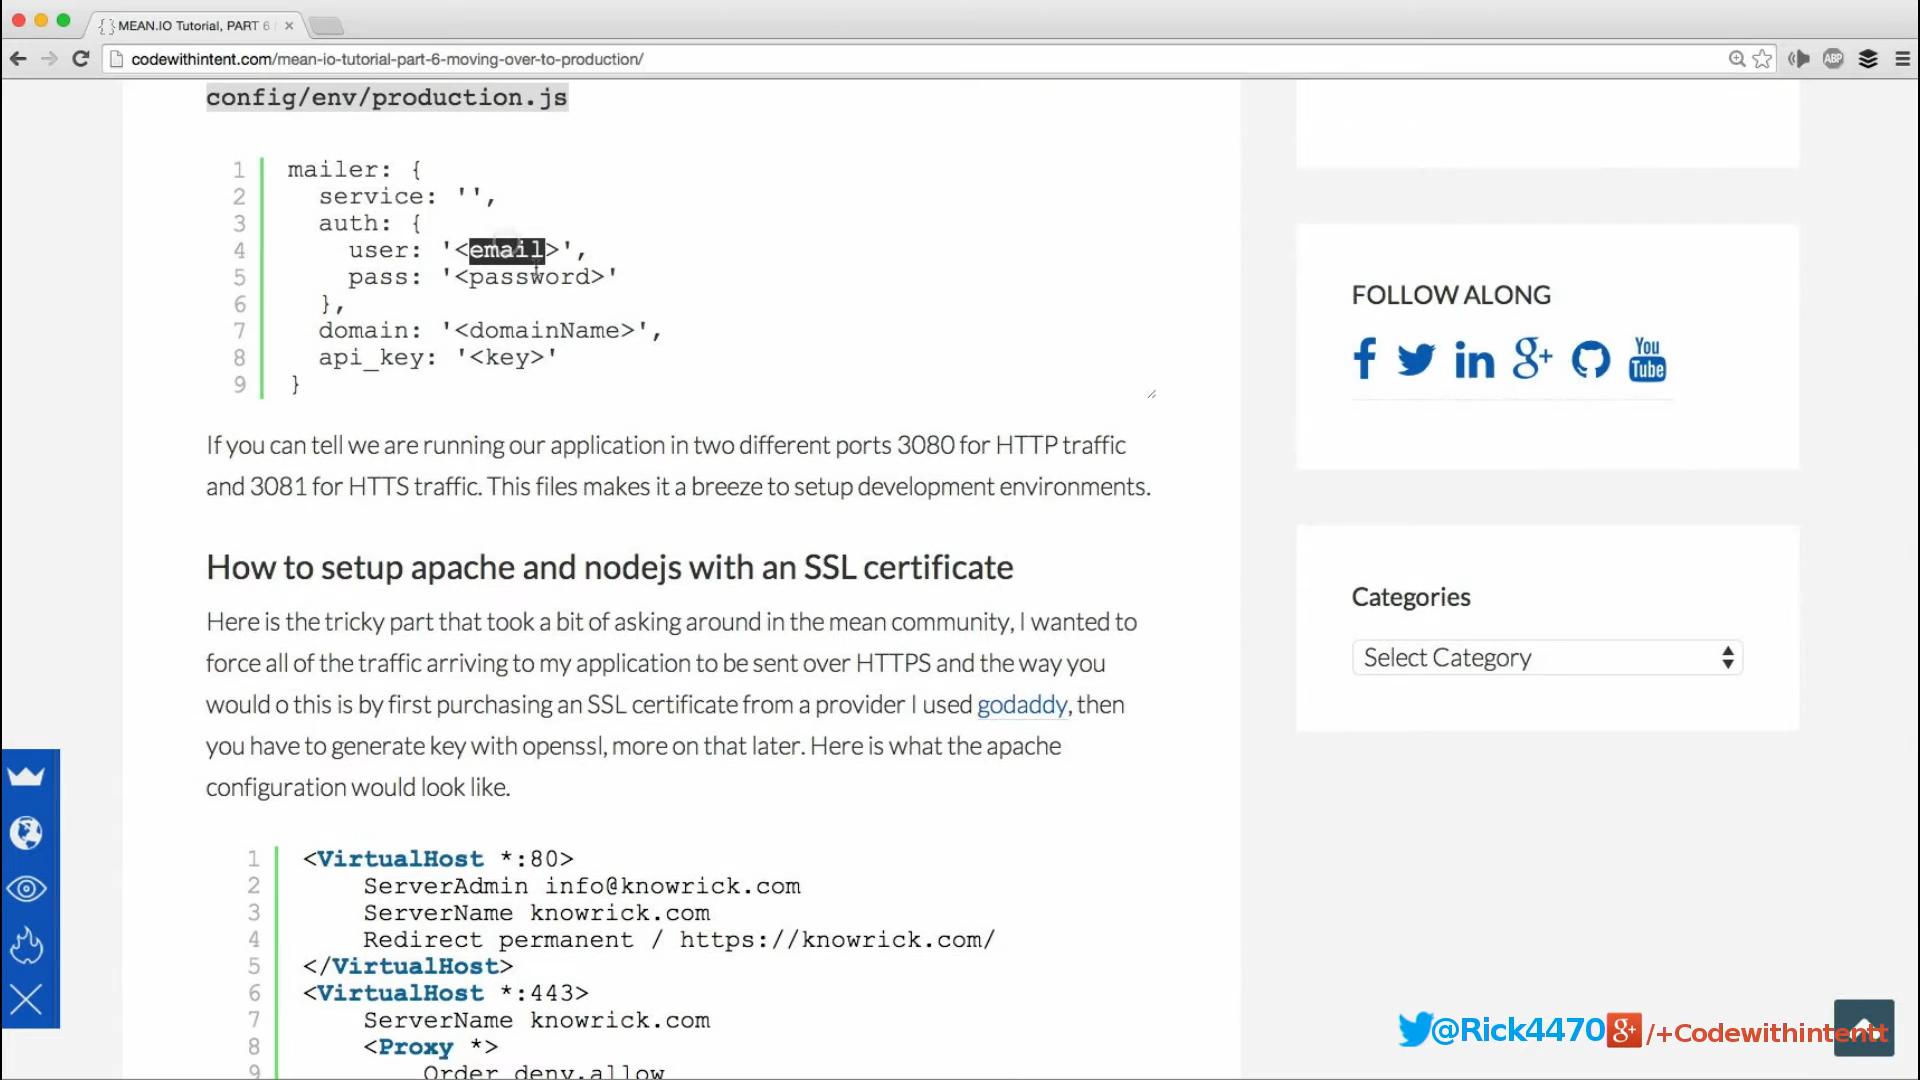 MEAN.IO Tutorial, PART 6
codewithintent.com/mean-io-tutorial-part-6-moving-over-to-production/
ABP
config/env/production.js
1 mailer: {
2 service: '',
3 auth: {
4 user: '<email>',
5 pass: '<password>'
6 },
7 domain: '<domainName>',
8 api_key: '<key>'
9 }
If you can tell we are running our application in two different ports 3080 for HTTP traffic
and 3081 for HTTS traffic. This files makes it a breeze to setup development environments.
How to setup apache and nodejs with an SSL certificate
Here is the tricky part that took a bit of asking around in the mean community, I wanted to
force all of the traffic arriving to my application to be sent over HTTPS and the way you
would o this is by first purchasing an SSL certificate from a provider I used godaddy, then
you have to generate key with openssl, more on that later. Here is what the apache
configuration would look like.
1 <VirtualHost *:80>
2 ServerAdmin info@knowrick.com
3 ServerName knowrick.com
4 Redirect permanent / https://knowrick.com/
5 </VirtualHost>
6 <VirtualHost *:443>
7 ServerName knowrick.com
8 <Proxy *>
9 Order deny,allow
FOLLOW ALONG
You Tube
Categories
Select Category
@Rick4470 /+Codewithintentt